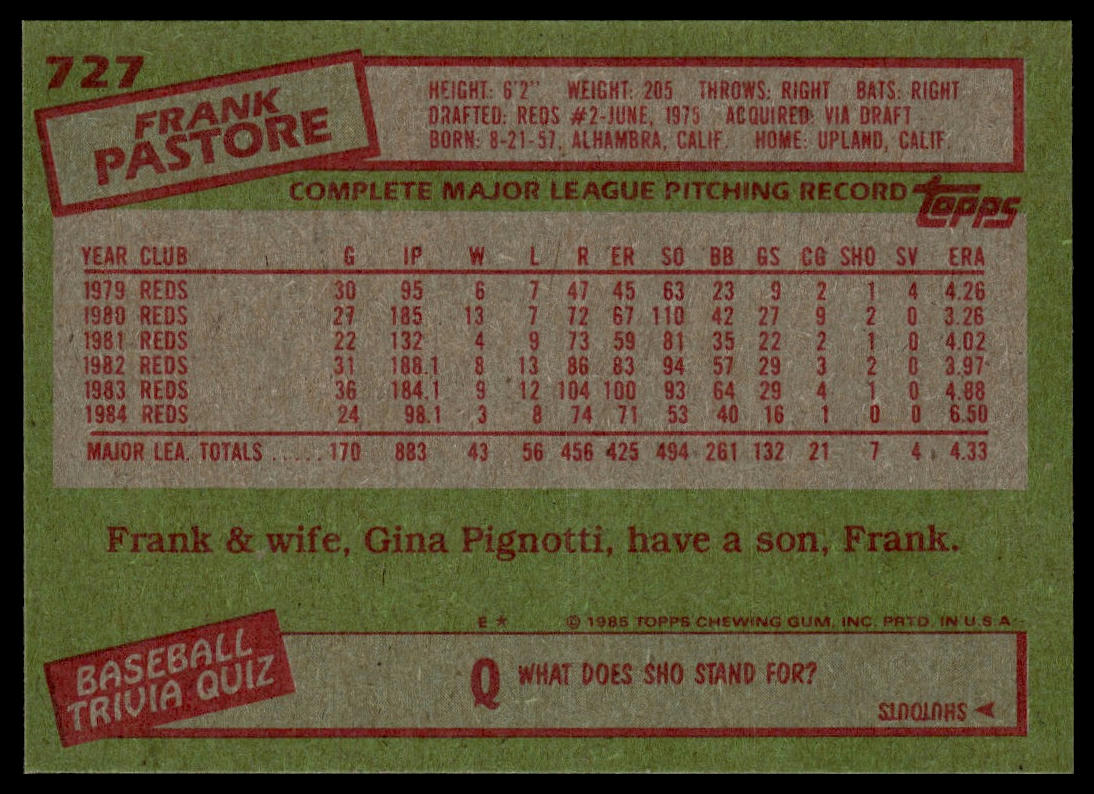 727
FRANK
PASTORE
HEIGHT: 6'2" WEIGHT: 205 THROWS: RIGHT BATS: RIGHT
DRAFTED: REDS #2-JUNE, 1975 ACQUIRED: VIA DRAFT
BORN: 8-21-57, ALHAMBRA, CALIF. HOME: UPLAND, CALIF.
COMPLETE MAJOR LEAGUE PITCHING RECORD topps
YEAR CLUB G IP W L R ER SO BB GS CG SHO SV ERA
1979 REDS 30 95 6 7 47 45 63 23 9 2 1 4 4.26
1980 REDS 27 185 13 7 72 67 110 42 27 9 2 0 3.26
1981 REDS 22 132 4 9 73 59 81 35 22 2 1 0 4.02
1982 REDS 31 188.1 8 13 86 83 94 57 29 3 2 0 3.97
1983 REDS 36 184.1 9 12 104 100 93 64 29 4 1 0 4.88
1984 REDS 24 98.1 3 8 74 71 53 40 16 1 0 0 6.50
MAJOR LEA. TOTALS ..... 170 883 43 56 456 425 494 261 132 21 7 4 4.33
Frank & wife, Gina Pignotti, have a son, Frank.
E * © 1985 TOPPS CHEWING GUM, INC. PRTD. IN U.S.A.
BASEBALL
TRIVIA QUIZ
Q WHAT DOES SHO STAND FOR?
SHUTOUTS